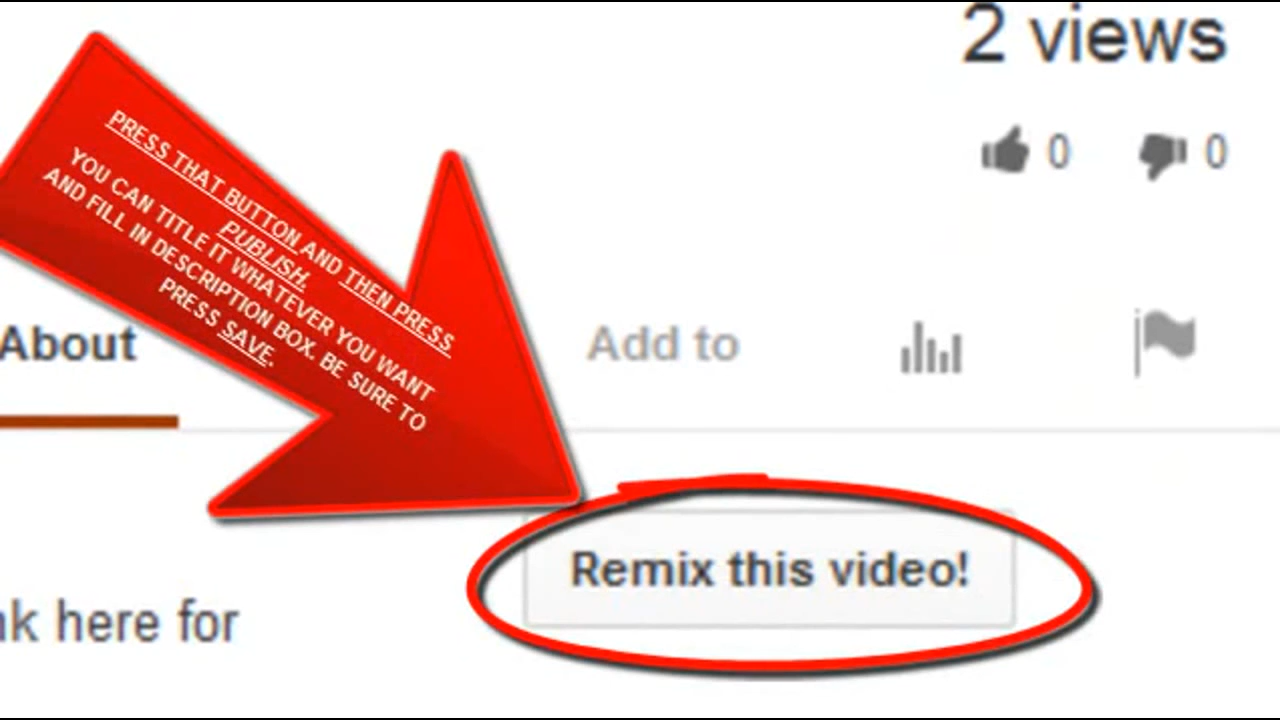 2 views
0 0
PRESS THAT BUTTON AND THEN PRESS
PUBLISH.
YOU CAN TITLE IT WHATEVER YOU WANT
AND FILL IN DESCRIPTION BOX. BE SURE TO
PRESS SAVE.
About Add to
Remix this video!
nk here for